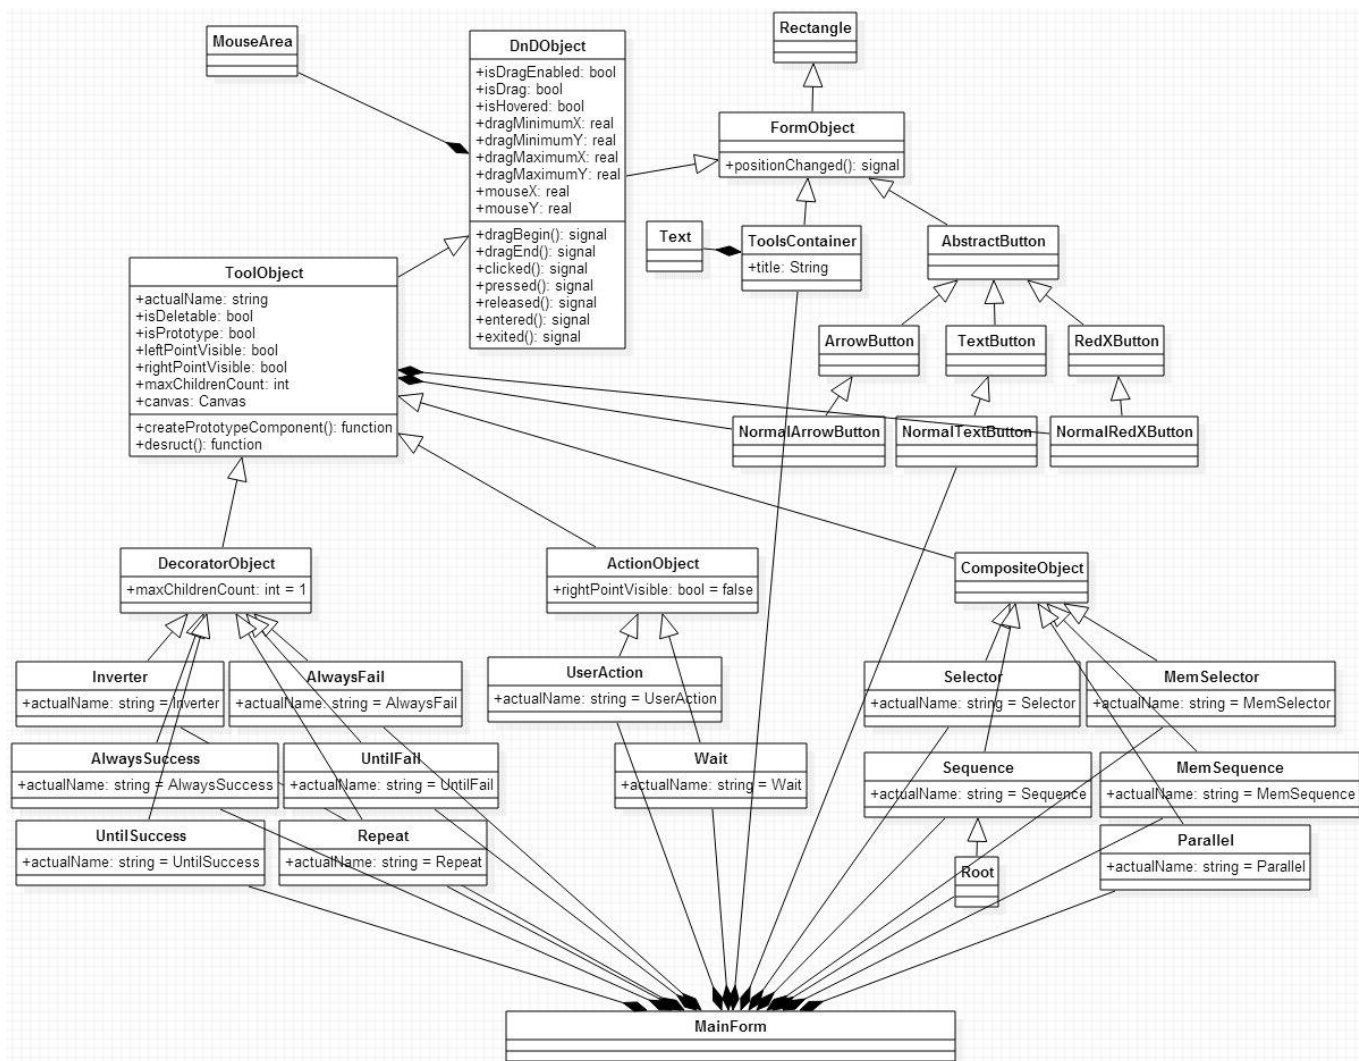 MouseArea
DnDObject
+isDragEnabled: bool
+isDrag: bool
+isHovered: bool
+dragMinimumX: real
+dragMinimumY: real
+dragMaximumX: real
+dragMaximumY: real
+mouseX: real
+mouseY: real
+dragBegin(): signal
+dragEnd(): signal
+clicked(): signal
+pressed(): signal
+released(): signal
+entered(): signal
+exited(): signal
Rectangle
FormObject
+positionChanged(): signal
Text
ToolsContainer
+title: String
AbstractButton
ToolObject
+actualName: string
+isDeletable: bool
+isPrototype: bool
+leftPointVisible: bool
+rightPointVisible: bool
+maxChildrenCount: int
+canvas: Canvas
+createPrototypeComponent(): function
+desruct(): function
ArrowButton
TextButton
RedXButton
NormalArrowButton
NormalTextButton
NormalRedXButton
DecoratorObject
+maxChildrenCount: int = 1
ActionObject
+rightPointVisible: bool = false
CompositeObject
Inverter
+actualName: string = Inverter
AlwaysFail
+actualName: string = AlwaysFail
UserAction
+actualName: string = UserAction
Selector
+actualName: string = Selector
MemSelector
+actualName: string = MemSelector
AlwaysSuccess
+actualName: string = AlwaysSuccess
UntilFail
+actualName: string = UntilFail
Wait
+actualName: string = Wait
Sequence
+actualName: string = Sequence
MemSequence
+actualName: string = MemSequence
UntilSuccess
+actualName: string = UntilSuccess
Repeat
+actualName: string = Repeat
Root
Parallel
+actualName: string = Parallel
MainForm